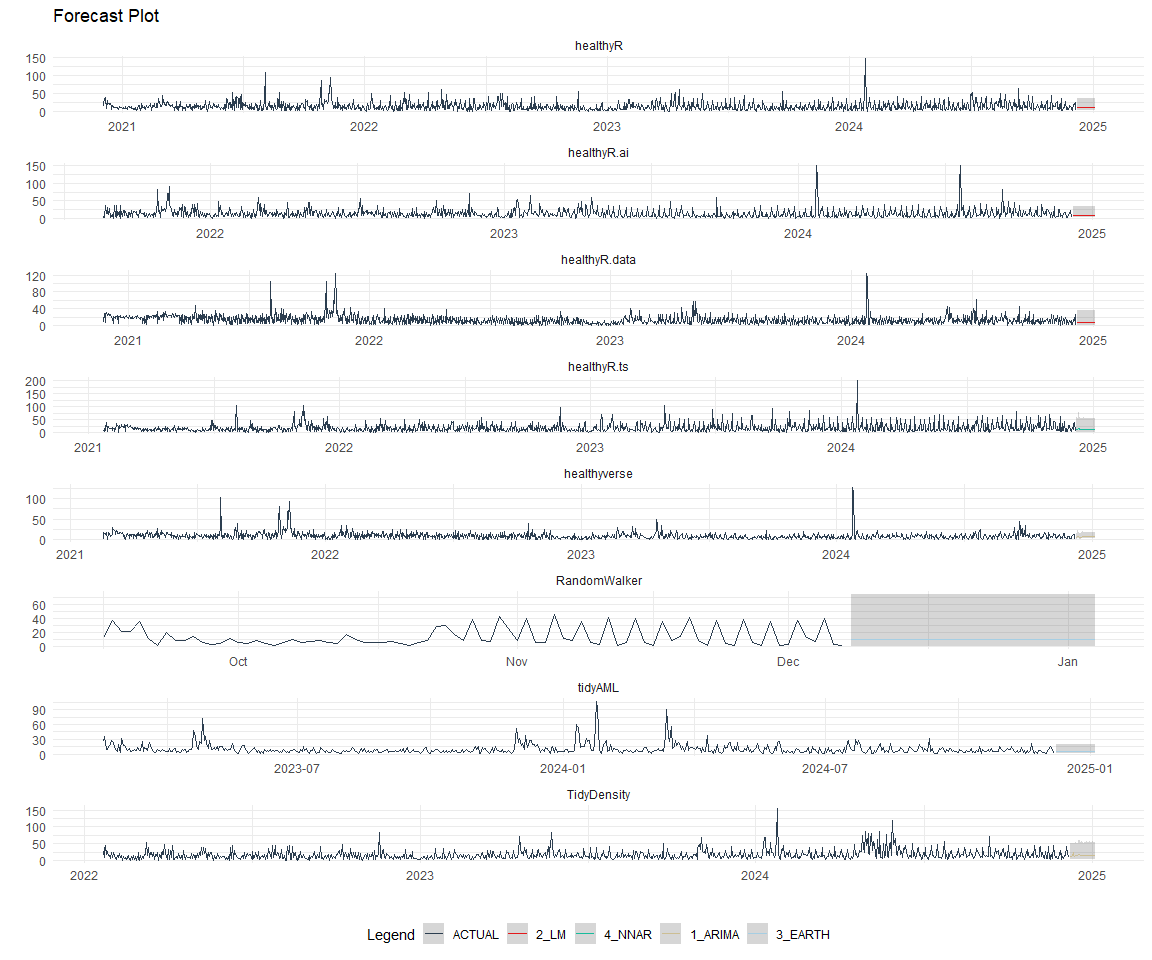 Forecast Plot
healthyR
150
100
50
0
2021 2022 2023 2024 2025
healthyR.ai
150
100
50
0
2022 2023 2024 2025
healthyR.data
120
80
40
0
2021 2022 2023 2024 2025
healthyR.ts
200
150
100
50
0
2021 2022 2023 2024 2025
healthyverse
100
50
0
2021 2022 2023 2024 2025
RandomWalker
60
40
20
0
Oct Nov Dec Jan
tidyAML
90
60
30
0
2023-07 2024-01 2024-07 2025-01
TidyDensity
150
100
50
0
2022 2023 2024 2025
Legend ACTUAL 2_LM 4_NNAR 1_ARIMA 3_EARTH